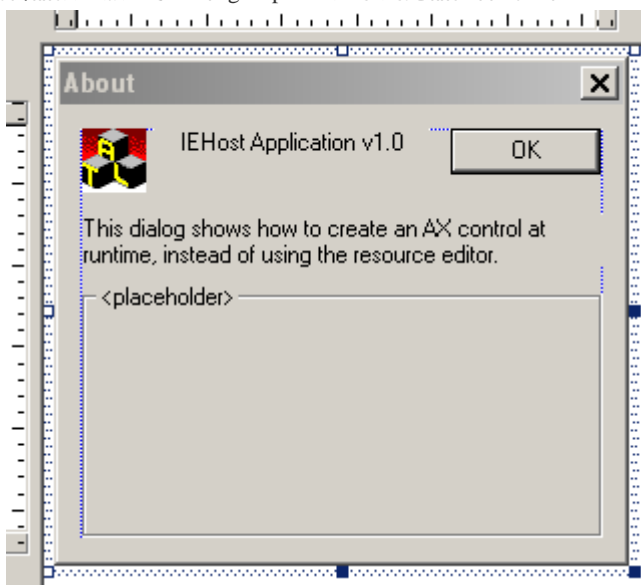 About
A
T
L
IEHost Application v1.0
OK
This dialog shows how to create an AX control at
runtime, instead of using the resource editor.
<placeholder>